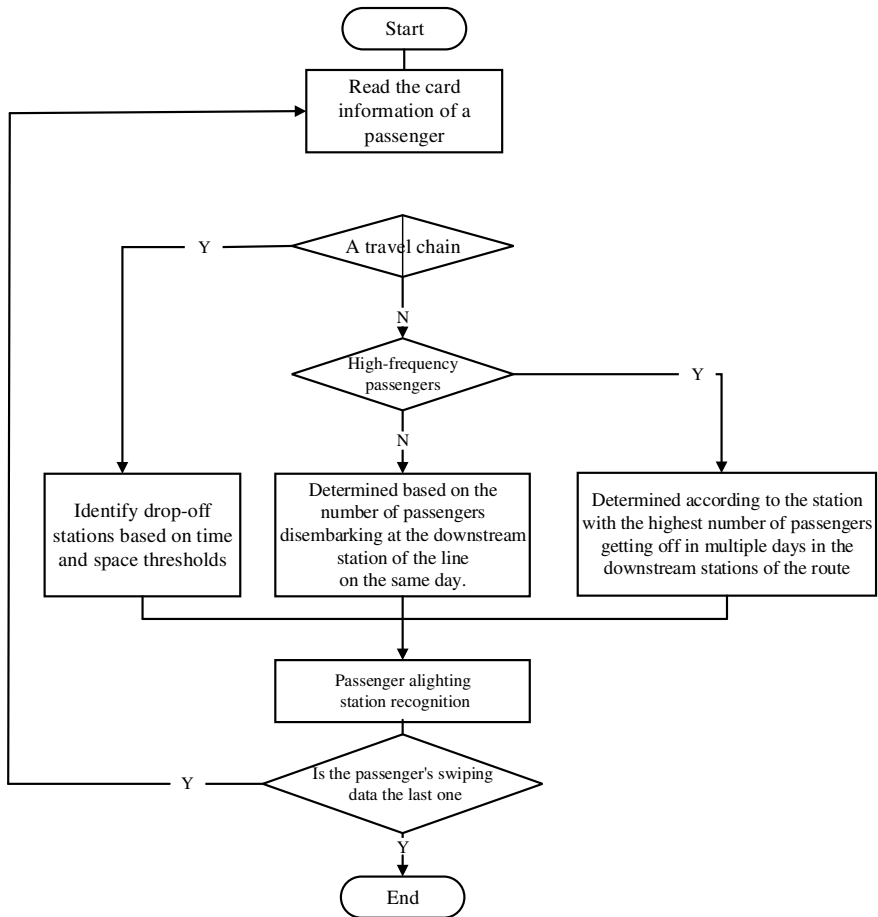 Start
Read the card
information of a
passenger
Y
A travel chain
N
High-frequency
passengers
Y
N
Identify drop-off
stations based on time
and space thresholds
Determined based on the
number of passengers
disembarking at the downstream
station of the line
on the same day.
Determined according to the station
with the highest number of passengers
getting off in multiple days in the
downstream stations of the route
Passenger alighting
station recognition
Y
Is the passenger's swiping
data the last one
Y
End